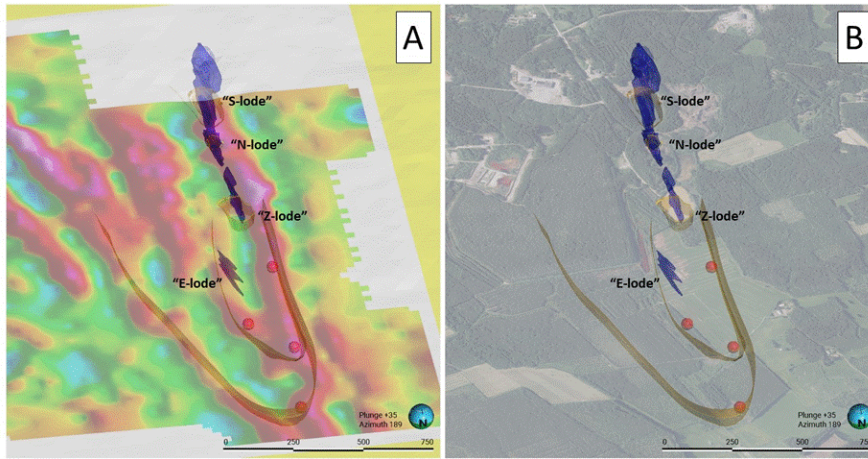 A
"S-lode"
"N-lode"
"Z-lode"
"E-lode"
Plunge +35
Azimuth 189
N
0 250 500 750
B
"S-lode"
"N-lode"
"Z-lode"
"E-lode"
Plunge +35
Azimuth 189
N
0 250 500 750